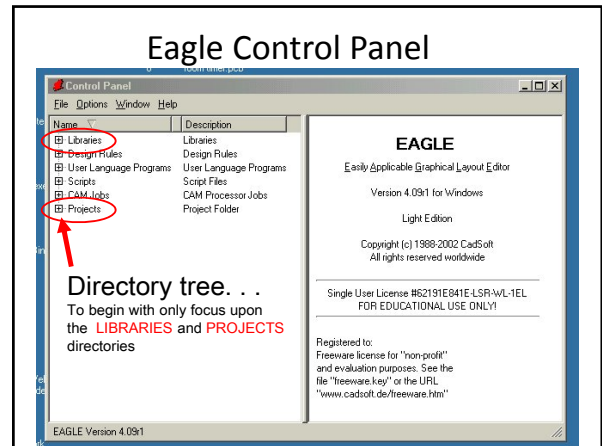 Eagle Control Panel
Control Panel
File Options Window Help
Name Description
Libraries Libraries
Design Rules Design Rules
User Language Programs User Language Programs
Scripts Script Files
CAM-Jobs CAM Processor Jobs
Projects Project Folder
Directory tree. . .
To begin with only focus upon
the LIBRARIES and PROJECTS
directories
EAGLE
Easily Applicable Graphical Layout Editor
Version 4.09r1 for Windows
Light Edition
Copyright (c) 1988-2002 CadSoft
All rights reserved worldwide
Single User License #62191E841E-LSR-WL-1EL
FOR EDUCATIONAL USE ONLY!
Registered to:
Freeware license for "non-profit"
and evaluation purposes. See the
file "freeware.key" or the URL
"www.cadsoft.de/freeware.htm"
EAGLE Version 4.09r1